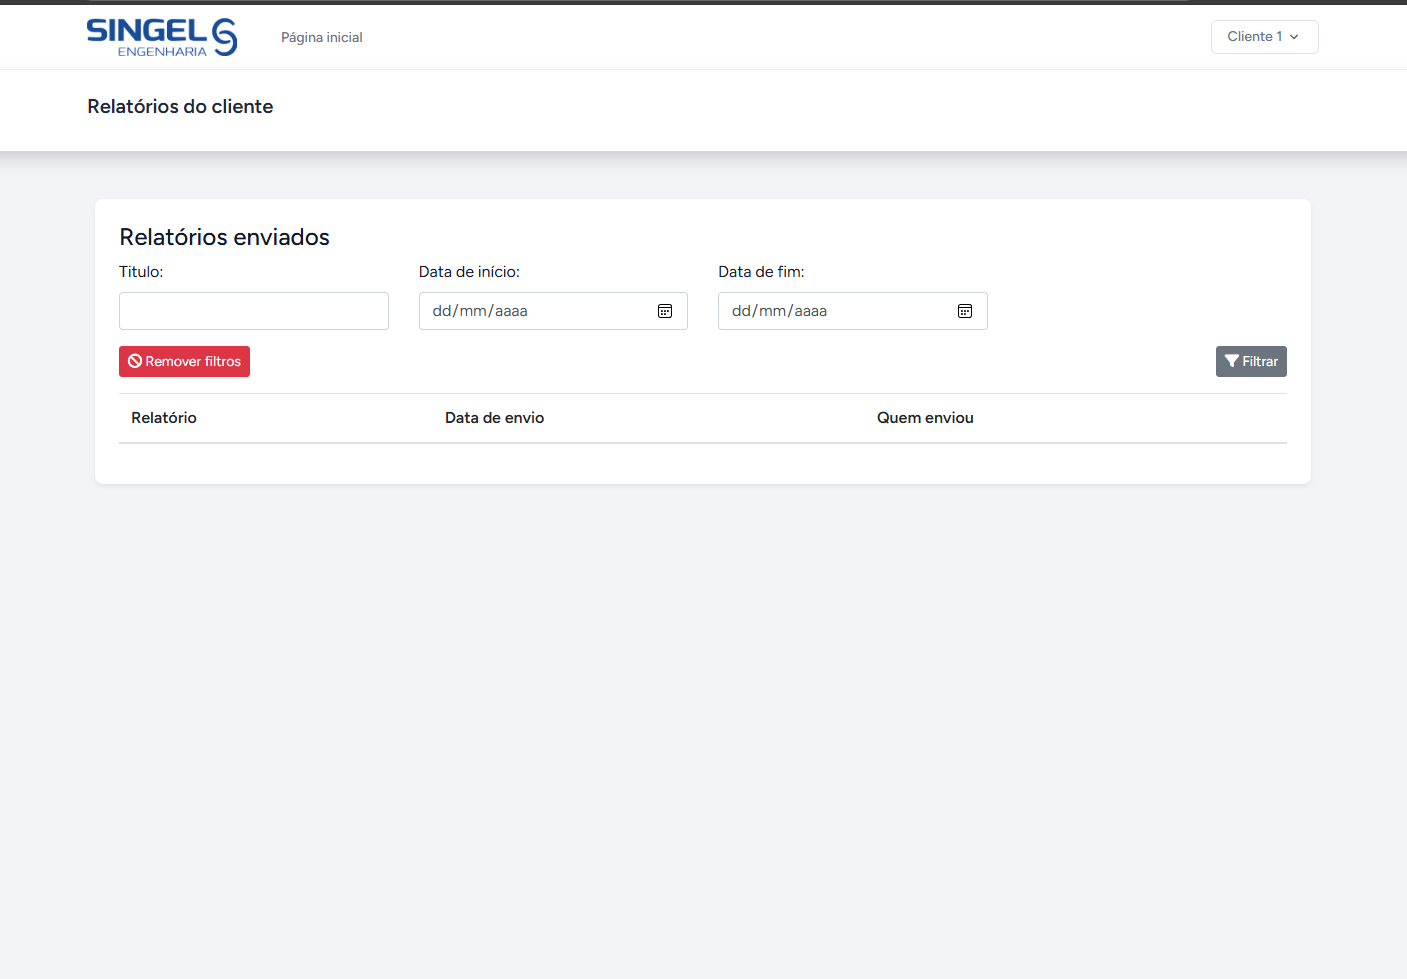 SINGEL
ENGENHARIA
Página inicial
Cliente 1
Relatórios do cliente
Relatórios enviados
Titulo:
Data de início:
Data de fim:
dd/mm/aaaa
dd/mm/aaaa
Remover filtros
Filtrar
Relatório
Data de envio
Quem enviou